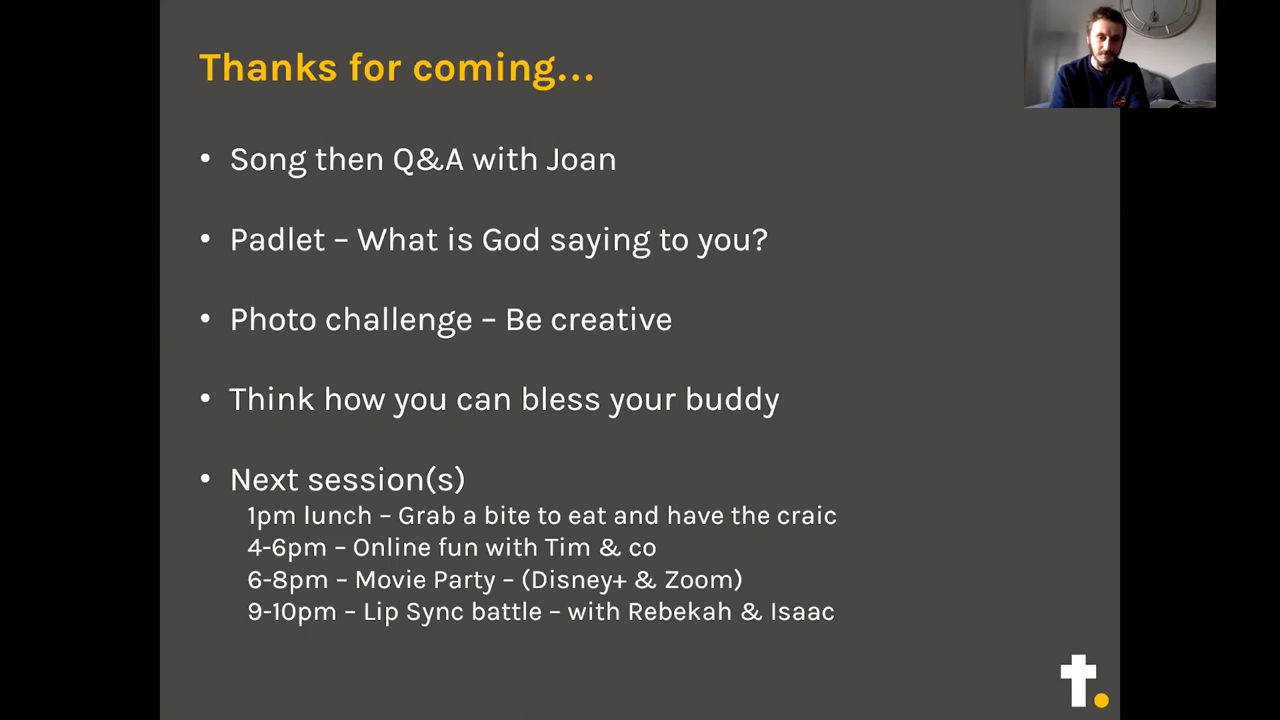 Thanks for coming...
• Song then Q&A with Joan
• Padlet – What is God saying to you?
• Photo challenge – Be creative
• Think how you can bless your buddy
• Next session(s)
1pm lunch – Grab a bite to eat and have the craic
4-6pm – Online fun with Tim & co
6-8pm – Movie Party – (Disney+ & Zoom)
9-10pm – Lip Sync battle – with Rebekah & Isaac
t.